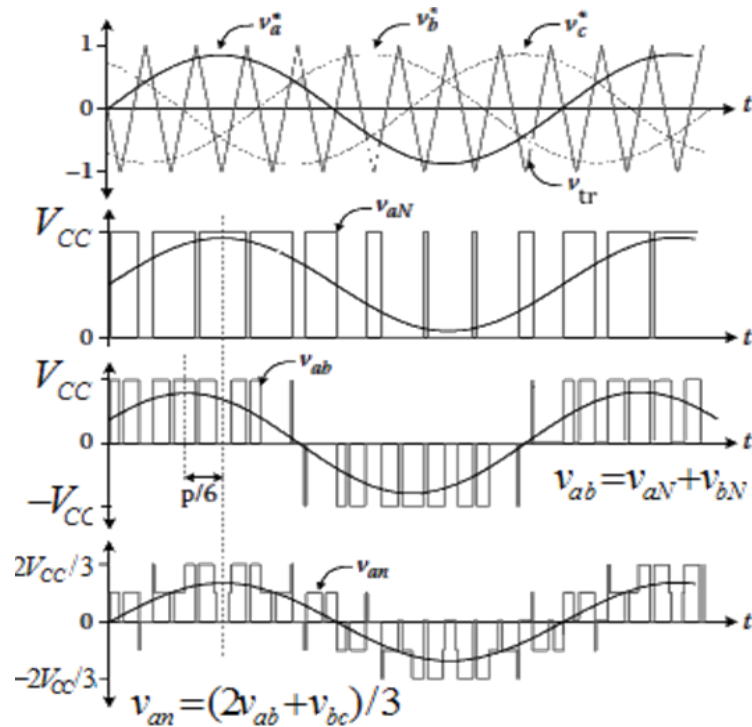 v*a v*b v*c
1
0 t
−1
vtr
VCC vaN
0 t
VCC vab
0 t
p/6
−VCC vab=vaN+vbN
2VCC/3 van
0 t
−2VCC/3
van=(2vab+vbc)/3